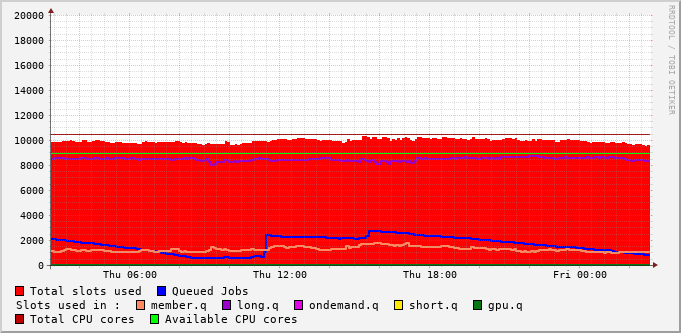 20000
18000
16000
14000
12000
10000
8000
6000
4000
2000
0
Thu 06:00 Thu 12:00 Thu 18:00 Fri 00:00
Total slots used Queued Jobs
Slots used in : member.q long.q ondemand.q short.q gpu.q
Total CPU cores Available CPU cores
RRDTOOL / TOBI OETIKER